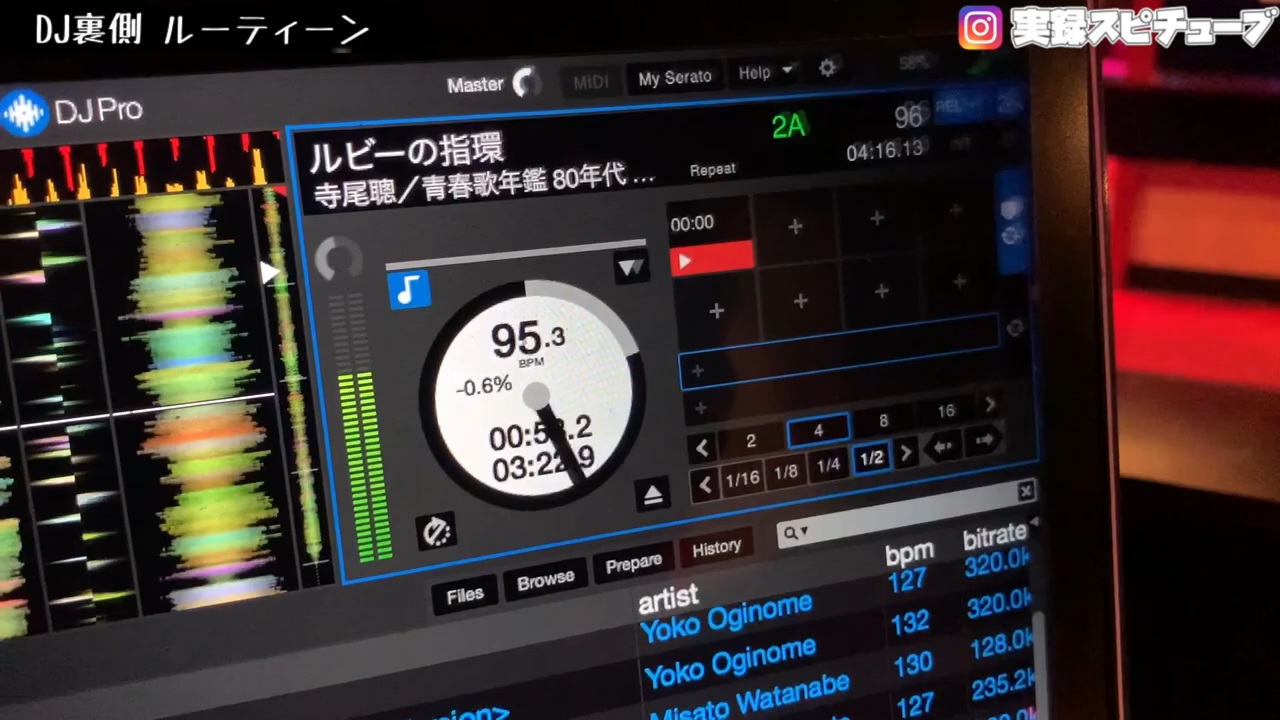 DJ裏側 ルーティーン
実録スピチューブ
Master
MIDI
My Serato
Help
DJ Pro
ルビーの指環
寺尾聰／青春歌年鑑 80年代 ...
Repeat
2A
96
04:16.13
00:00
95.3
BPM
-0.6%
03:22.9
2 4 8 16
1/16 1/8 1/4 1/2
Files Browse Prepare History
artist bpm bitrate
Yoko Oginome 127 320.0k
Yoko Oginome 132 320.0k
Misato Watanabe 130 128.0k
127 235.2k